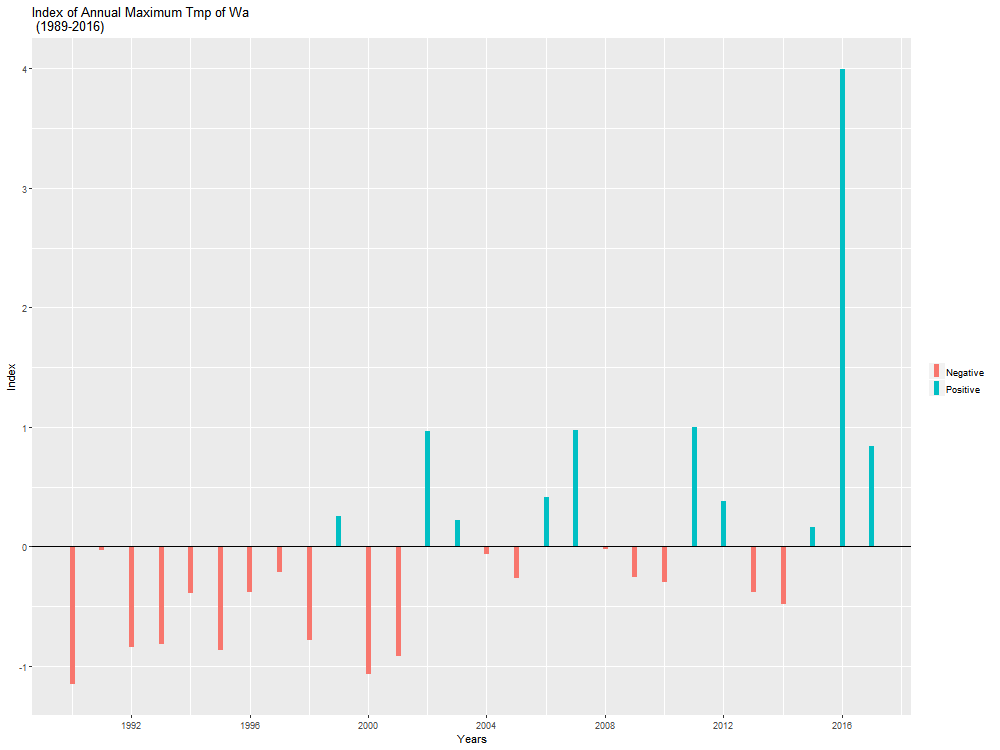 Index of Annual Maximum Tmp of Wa
(1989-2016)
4
3
2
1
0
-1
Index
1992
1996
2000
2004
2008
2012
2016
Years
Negative
Positive